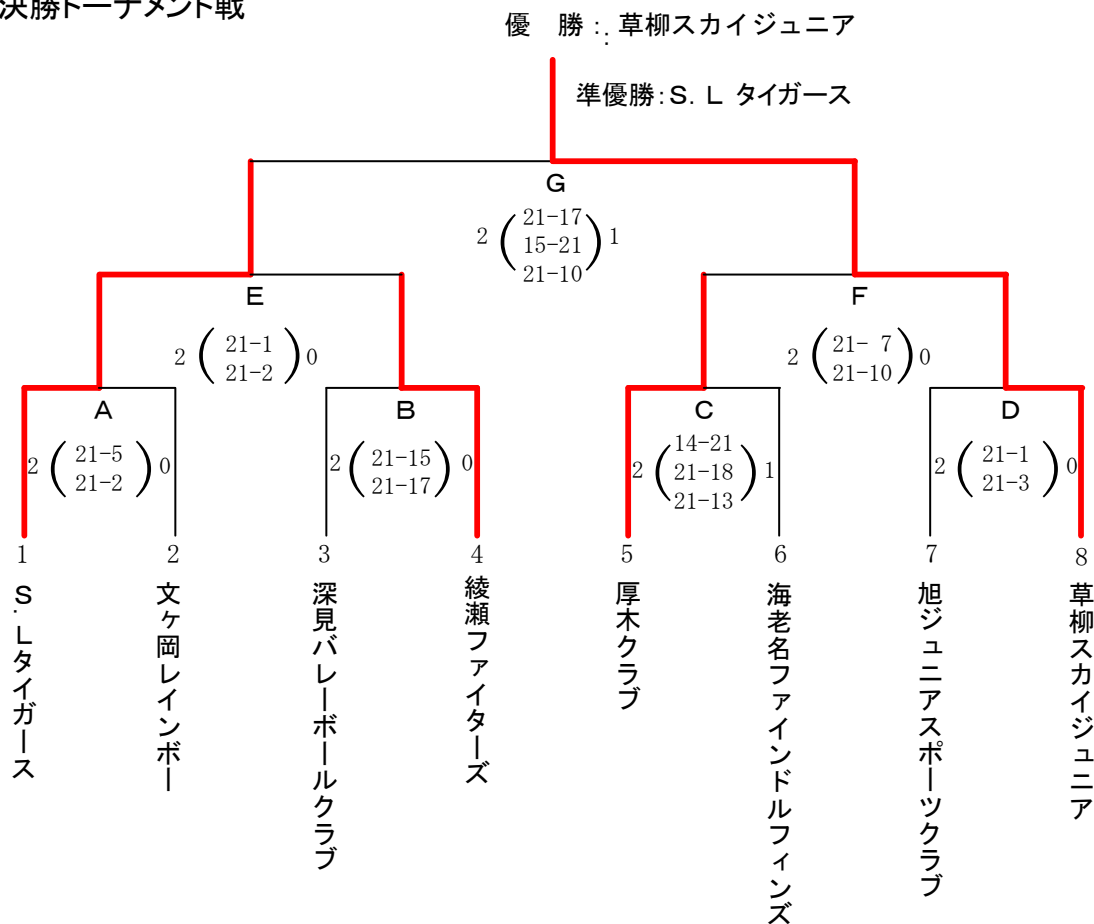 決勝トーナメント戦
優　勝：草柳スカイジュニア
準優勝：S．L タイガース
G
2 ( 21-17 15-21 21-10 ) 1
E
2 ( 21-1 21-2 ) 0
F
2 ( 21- 7 21-10 ) 0
A
2 ( 21-5 21-2 ) 0
B
2 ( 21-15 21-17 ) 0
C
2 ( 14-21 21-18 21-13 ) 1
D
2 ( 21-1 21-3 ) 0
1 S．Lタイガース
2 文ヶ岡レインボー
3 深見バレーボールクラブ
4 綾瀬ファイターズ
5 厚木クラブ
6 海老名ファインドルフィンズ
7 旭ジュニアスポーツクラブ
8 草柳スカイジュニア